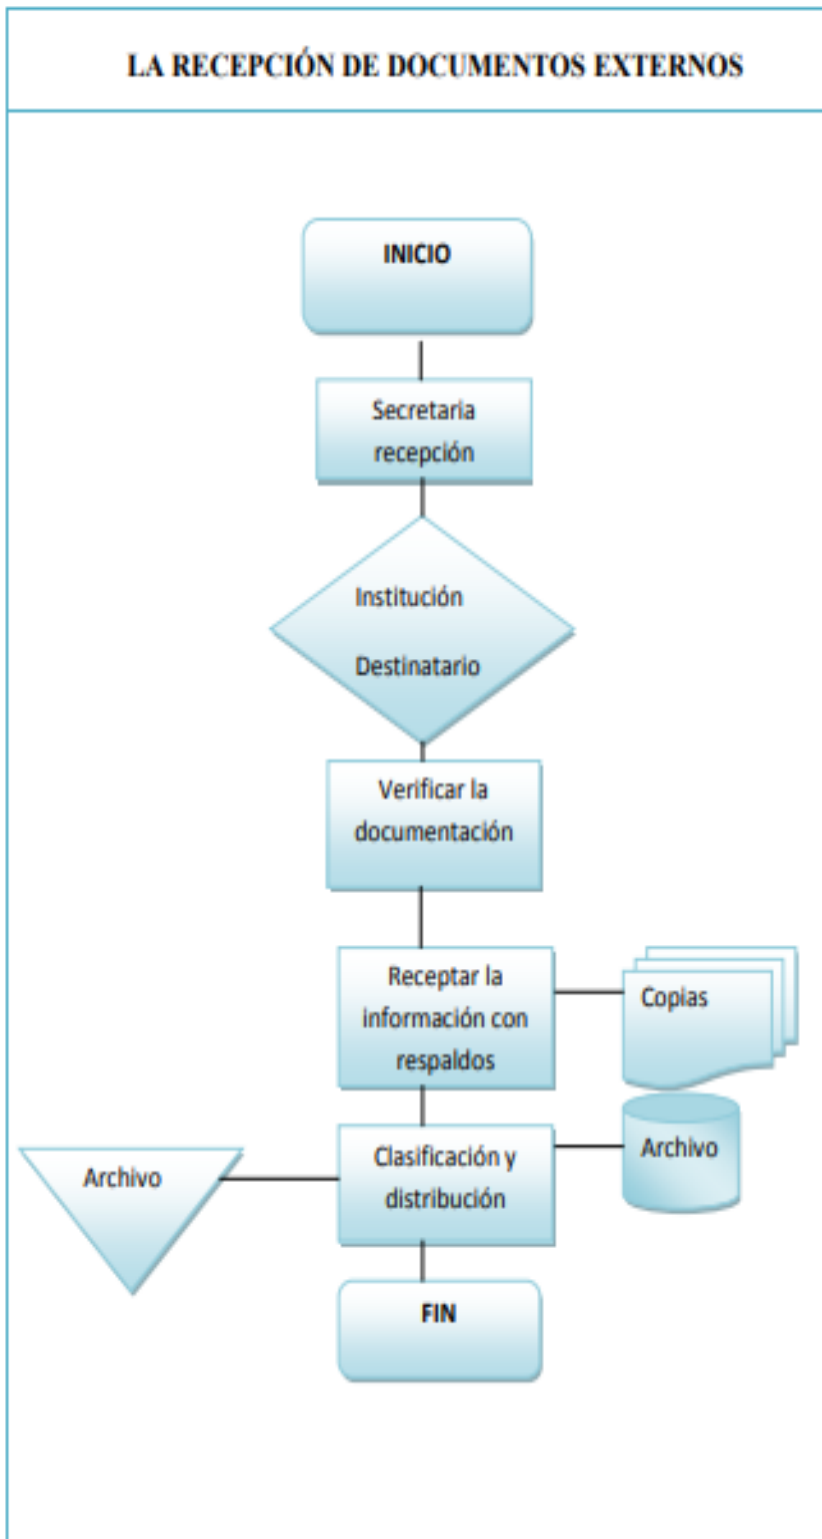 LA RECEPCIÓN DE DOCUMENTOS EXTERNOS
INICIO
Secretaria
recepción
Institución
Destinatario
Verificar la
documentación
Receptar la
información con
respaldos
Copias
Archivo
Clasificación y
distribución
Archivo
FIN